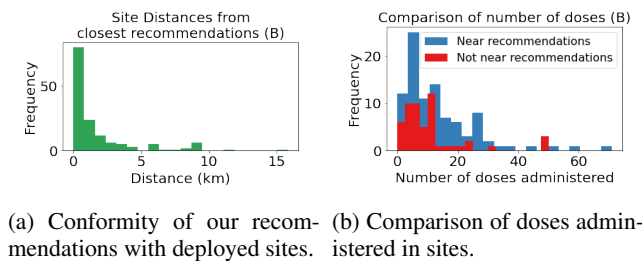 Site Distances from
closest recommendations (B)
Frequency
50
0
0
5
10
15
Distance (km)
Comparison of number of doses (B)
Near recommendations
Not near recommendations
Frequency
20
10
0
0
20
40
60
Number of doses administered
(a) Conformity of our recom-
mendations with deployed sites.
(b) Comparison of doses admin-
istered in sites.